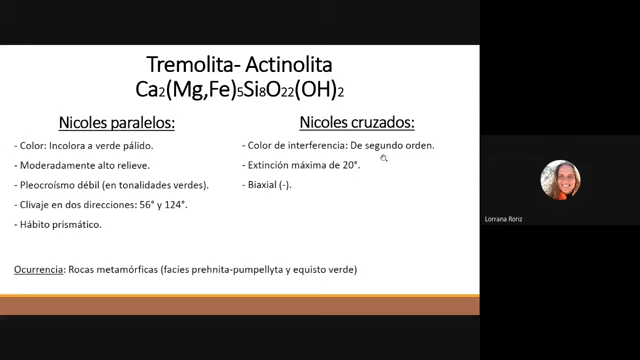 Tremolita- Actinolita
Ca2(Mg,Fe)5Si8O22(OH)2
Nicoles paralelos:
- Color: Incolora a verde pálido.
- Moderadamente alto relieve.
- Pleocroísmo débil (en tonalidades verdes).
- Clivaje en dos direcciones: 56° y 124°.
- Hábito prismático.
Nicoles cruzados:
- Color de interferencia: De segundo orden.
- Extinción máxima de 20°.
- Biaxial (-).
Ocurrencia: Rocas metamórficas (facies prehnita-pumpellyta y equisto verde)
Lorrana Roriz